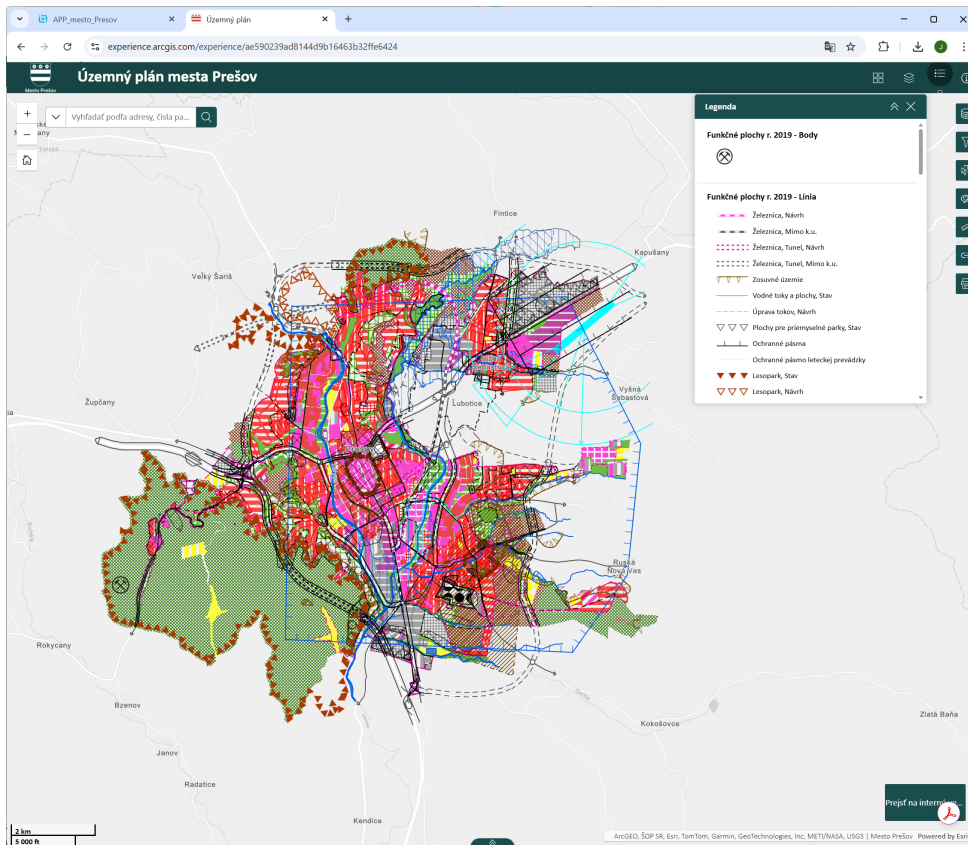 APP_mesto_Presov
Územný plán
experience.arcgis.com/experience/ae590239ad8144d9b16463b32ffe6424
J
Mesto Prešov
Územný plán mesta Prešov
Vyhľadať podľa adresy, čísla pa...
Legenda
Funkčné plochy r. 2019 - Body
Funkčné plochy r. 2019 - Línia
Železnica, Návrh
Železnica, Mimo k.u.
Železnica, Tunel, Návrh
Železnica, Tunel, Mimo k.u.
Zosuvné územie
Vodné toky a plochy, Stav
Úprava tokov, Návrh
Plochy pre priemyselné parky, Stav
Ochranné pásma
Ochranné pásmo leteckej prevádzky
Lesopark, Stav
Lesopark, Návrh
Fintice
Kapušany
Veľký Šariš
Vyšná
Šebastová
Ľubotice
Župčany
Ruská
Nová Ves
Rokycany
Bzenov
Janov
Radatice
Kendice
Kokošovce
Zlatá Baňa
Delňa
Prejsť na intern
2 km
5 000 ft
ArcGEO, ŠOP SR, Esri, TomTom, Garmin, GeoTechnologies, Inc, METI/NASA, USGS | Mesto Prešov Powered by Esri